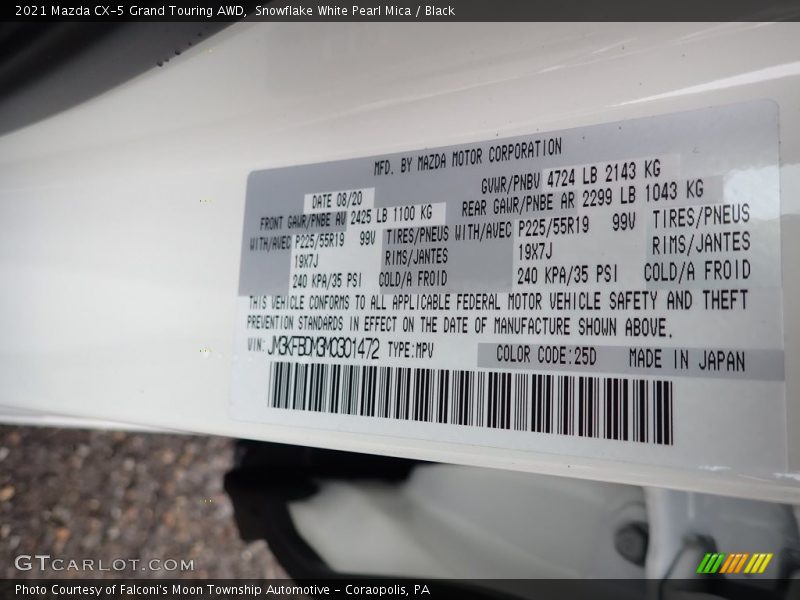 2021 Mazda CX-5 Grand Touring AWD, Snowflake White Pearl Mica / Black
MFD. BY MAZDA MOTOR CORPORATION
DATE 08/20 GVWR/PNBV 4724 LB 2143 KG
FRONT GAWR/PNBE AV 2425 LB 1100 KG REAR GAWR/PNBE AR 2299 LB 1043 KG
WITH/AVEC P225/55R19 99V TIRES/PNEUS WITH/AVEC P225/55R19 99V TIRES/PNEUS
19X7J RIMS/JANTES 19X7J RIMS/JANTES
240 KPA/35 PSI COLD/A FROID 240 KPA/35 PSI COLD/A FROID
THIS VEHICLE CONFORMS TO ALL APPLICABLE FEDERAL MOTOR VEHICLE SAFETY AND THEFT
PREVENTION STANDARDS IN EFFECT ON THE DATE OF MANUFACTURE SHOWN ABOVE.
VIN: JM3KFBDM3M0301472 TYPE:MPV COLOR CODE:25D MADE IN JAPAN
GTCARLOT.COM
Photo Courtesy of Falconi's Moon Township Automotive - Coraopolis, PA